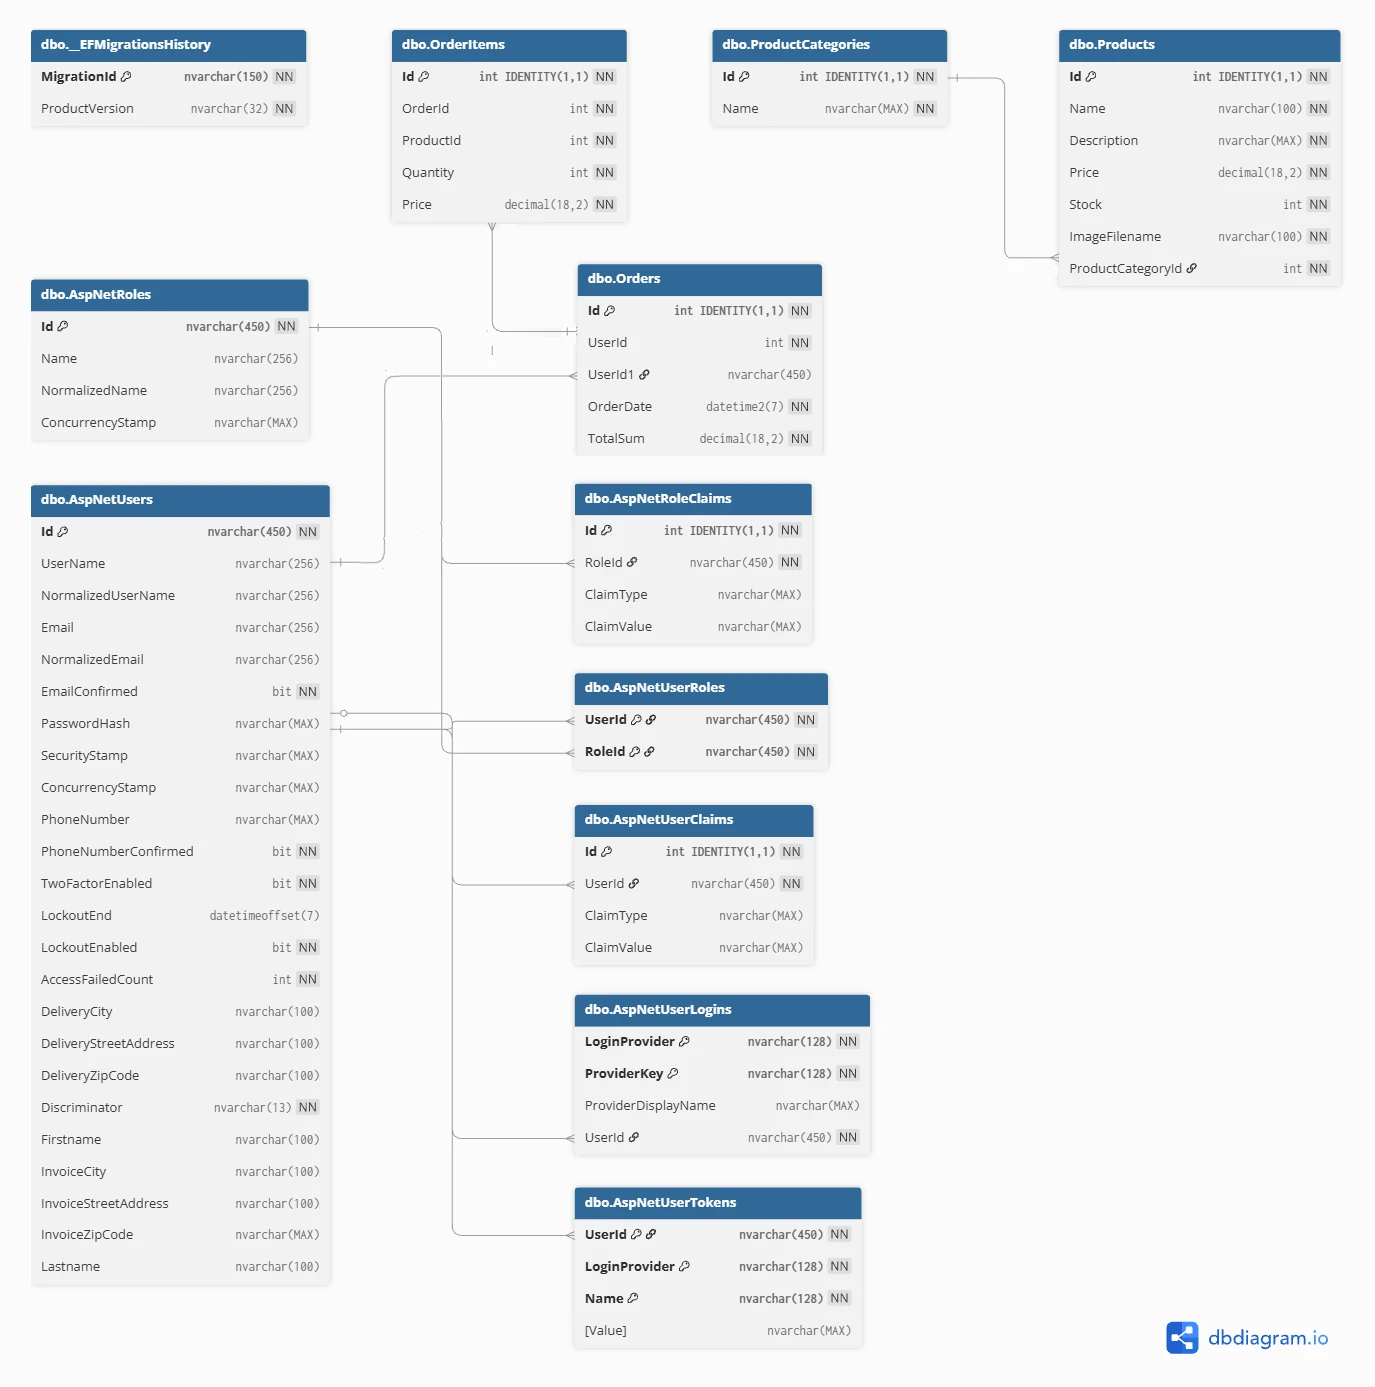 dbo.__EFMigrationsHistory
MigrationId nvarchar(150) NN
ProductVersion nvarchar(32) NN
dbo.OrderItems
Id int IDENTITY(1,1) NN
OrderId int NN
ProductId int NN
Quantity int NN
Price decimal(18,2) NN
dbo.ProductCategories
Id int IDENTITY(1,1) NN
Name nvarchar(MAX) NN
dbo.Products
Id int IDENTITY(1,1) NN
Name nvarchar(100) NN
Description nvarchar(MAX) NN
Price decimal(18,2) NN
Stock int NN
ImageFilename nvarchar(100) NN
ProductCategoryId int NN
dbo.AspNetRoles
Id nvarchar(450) NN
Name nvarchar(256)
NormalizedName nvarchar(256)
ConcurrencyStamp nvarchar(MAX)
dbo.Orders
Id int IDENTITY(1,1) NN
UserId int NN
UserId1 nvarchar(450)
OrderDate datetime2(7) NN
TotalSum decimal(18,2) NN
dbo.AspNetUsers
Id nvarchar(450) NN
UserName nvarchar(256)
NormalizedUserName nvarchar(256)
Email nvarchar(256)
NormalizedEmail nvarchar(256)
EmailConfirmed bit NN
PasswordHash nvarchar(MAX)
SecurityStamp nvarchar(MAX)
ConcurrencyStamp nvarchar(MAX)
PhoneNumber nvarchar(MAX)
PhoneNumberConfirmed bit NN
TwoFactorEnabled bit NN
LockoutEnd datetimeoffset(7)
LockoutEnabled bit NN
AccessFailedCount int NN
DeliveryCity nvarchar(100)
DeliveryStreetAddress nvarchar(100)
DeliveryZipCode nvarchar(100)
Discriminator nvarchar(13) NN
Firstname nvarchar(100)
InvoiceCity nvarchar(100)
InvoiceStreetAddress nvarchar(100)
InvoiceZipCode nvarchar(MAX)
Lastname nvarchar(100)
dbo.AspNetRoleClaims
Id int IDENTITY(1,1) NN
RoleId nvarchar(450) NN
ClaimType nvarchar(MAX)
ClaimValue nvarchar(MAX)
dbo.AspNetUserRoles
UserId nvarchar(450) NN
RoleId nvarchar(450) NN
dbo.AspNetUserClaims
Id int IDENTITY(1,1) NN
UserId nvarchar(450) NN
ClaimType nvarchar(MAX)
ClaimValue nvarchar(MAX)
dbo.AspNetUserLogins
LoginProvider nvarchar(128) NN
ProviderKey nvarchar(128) NN
ProviderDisplayName nvarchar(MAX)
UserId nvarchar(450) NN
dbo.AspNetUserTokens
UserId nvarchar(450) NN
LoginProvider nvarchar(128) NN
Name nvarchar(128) NN
[Value] nvarchar(MAX)
dbdiagram.io